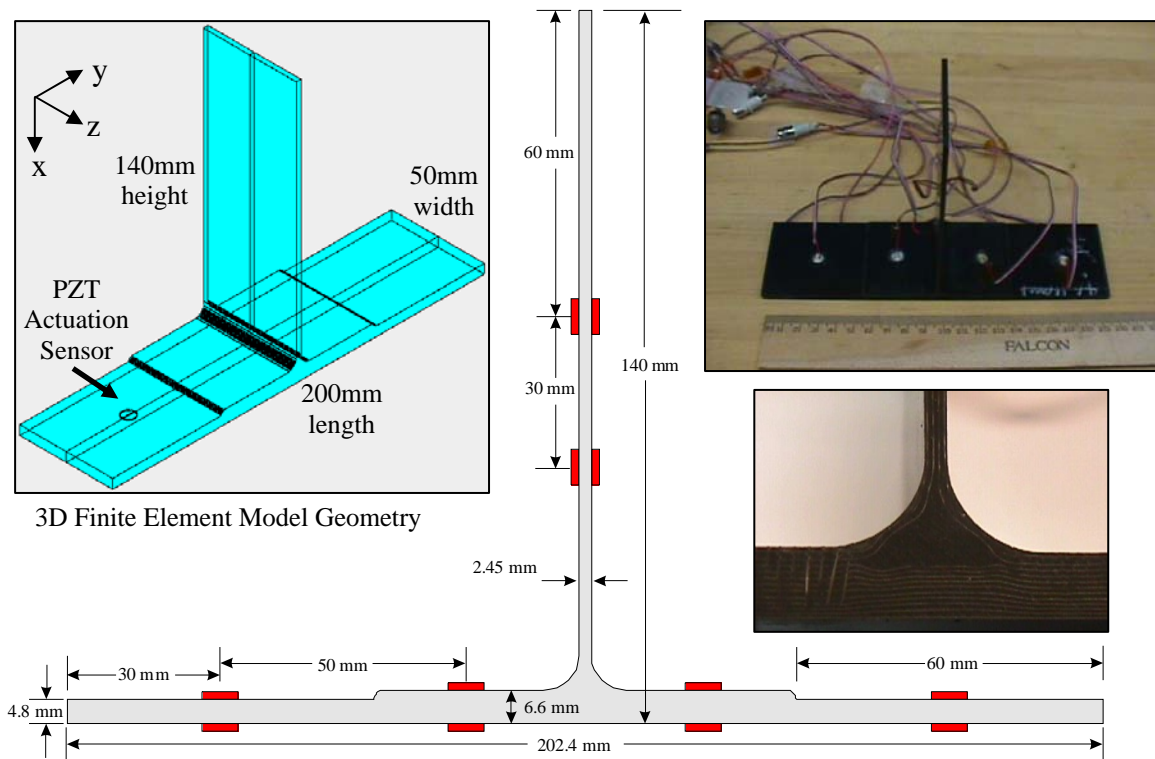 y
z
x
140mm
height
50mm
width
PZT
Actuation
Sensor
200mm
length
3D Finite Element Model Geometry
60 mm
30 mm
140 mm
2.45 mm
FALCON
30 mm
50 mm
60 mm
4.8 mm
6.6 mm
202.4 mm